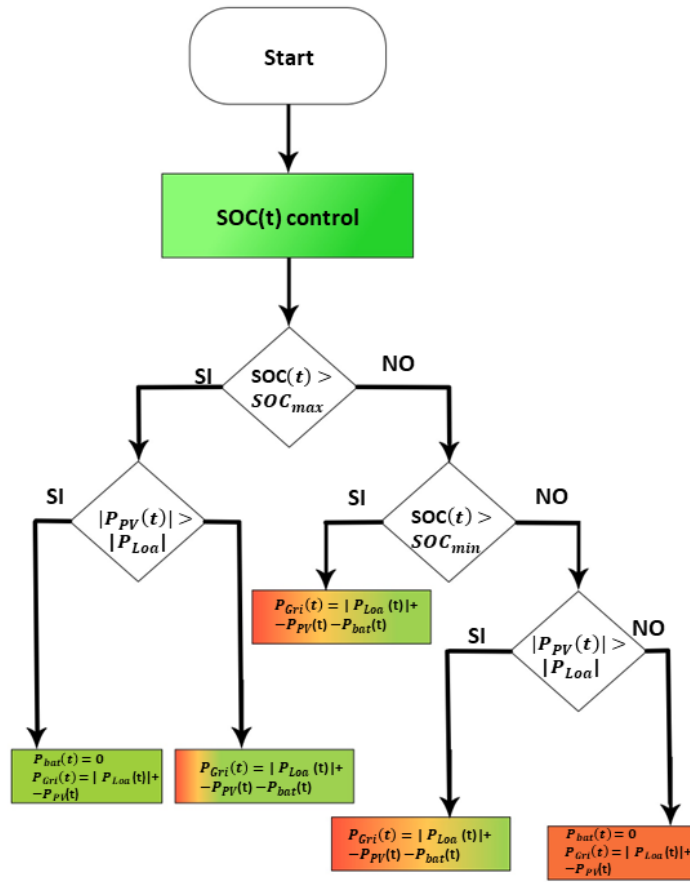 Start
SOC(t) control
SOC(t) >
SOC_max
SI
NO
|P_PV(t)| >
|P_Loa|
SI
SOC(t) >
SOC_min
SI
NO
P_Gri(t) = | P_Loa (t)|+
−P_PV(t) −P_bat(t)
|P_PV(t)| >
|P_Loa|
SI
NO
P_bat(t) = 0
P_Gri(t) = | P_Loa(t)|+
−P_PV(t)
P_Gri(t) = | P_Loa (t)|+
−P_PV(t) −P_bat(t)
P_Gri(t) = | P_Loa (t)|+
−P_PV(t) −P_bat(t)
P_bat(t) = 0
P_Gri(t) = | P_Loa(t)|+
−P_PV(t)